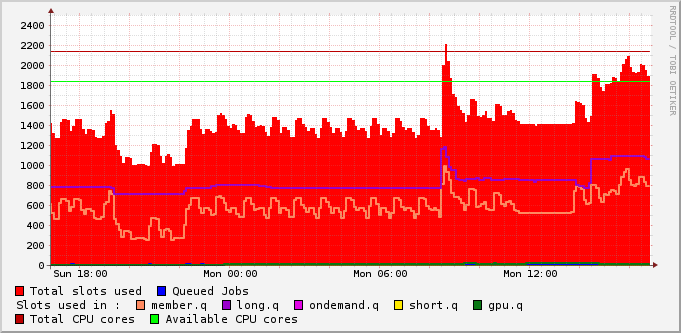 RRDTOOL / TOBI OETIKER
2400
2200
2000
1800
1600
1400
1200
1000
800
600
400
200
0
Sun 18:00 Mon 00:00 Mon 06:00 Mon 12:00
Total slots used Queued Jobs
Slots used in : member.q long.q ondemand.q short.q gpu.q
Total CPU cores Available CPU cores